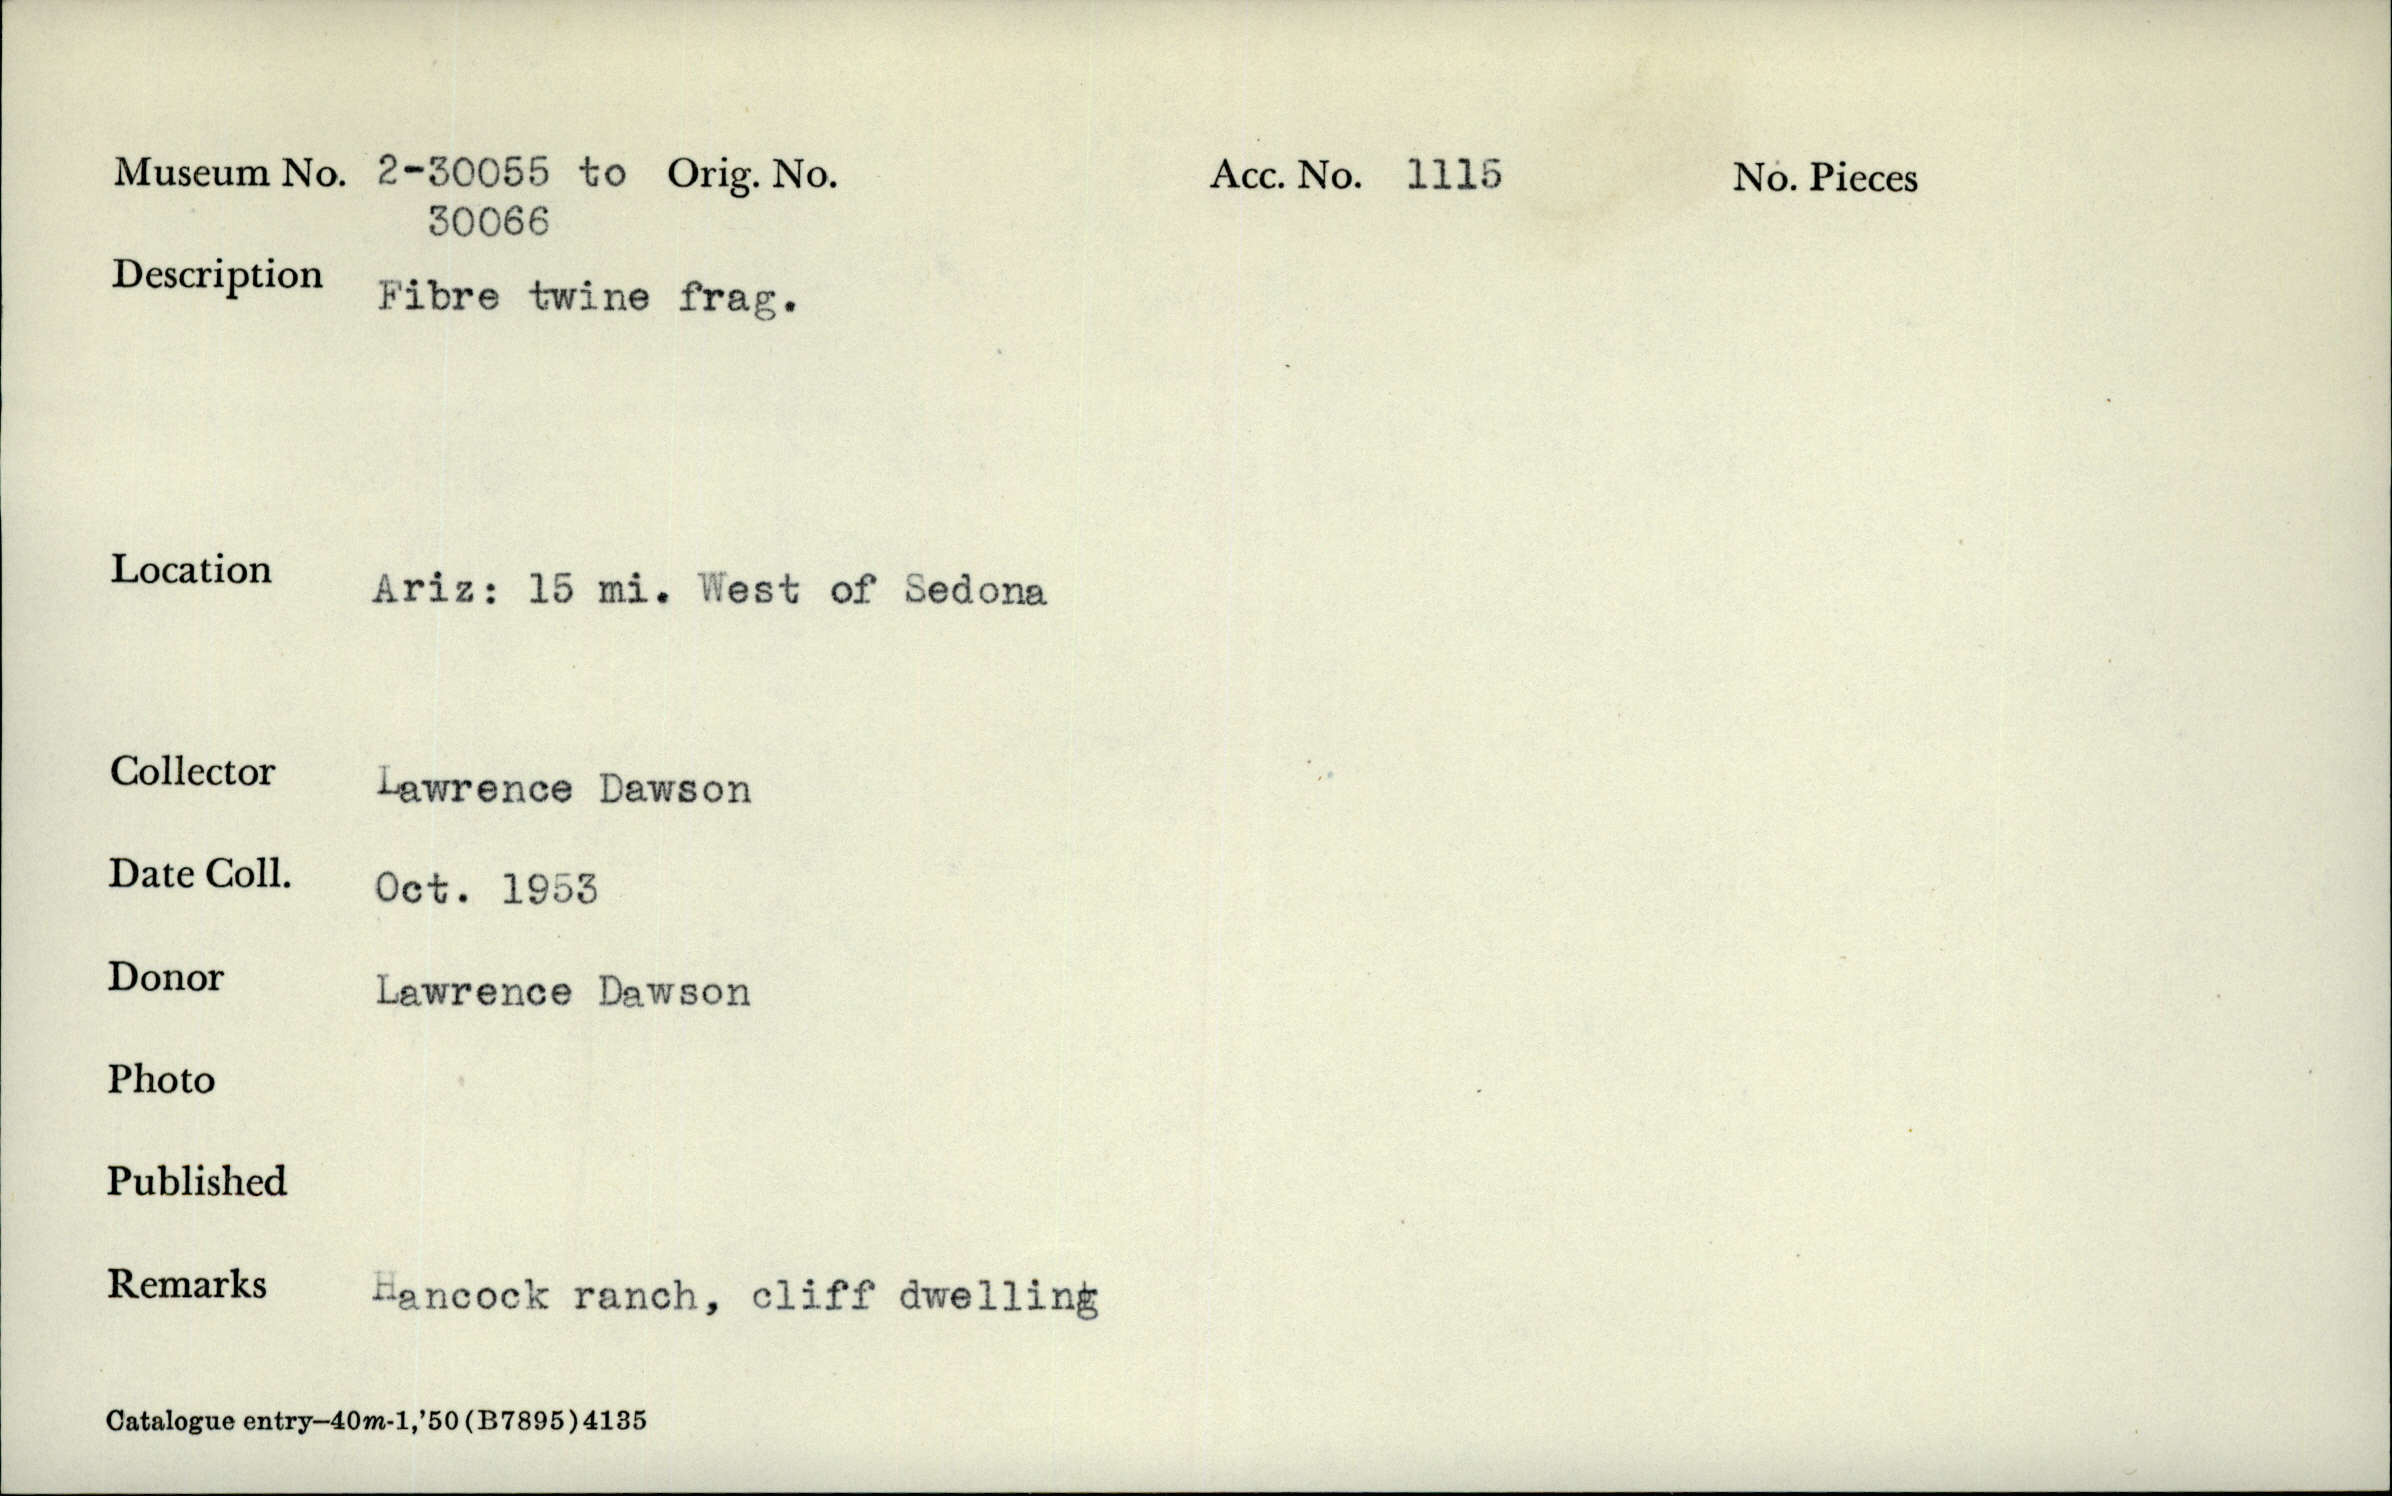 Museum No. 2-30055 to Orig. No. Acc. No. 1115 No. Pieces
30066
Description Fibre twine frag.
Location Ariz: 15 mi. West of Sedona
Collector Lawrence Dawson
Date Coll. Oct. 1953
Donor Lawrence Dawson
Photo
Published
Remarks Hancock ranch, cliff dwelling
Catalogue entry—40m-1,'50 (B7895) 4135